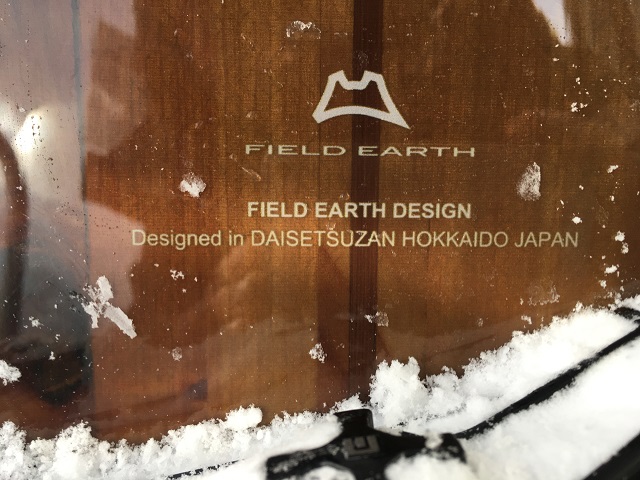 FIELD EARTH
FIELD EARTH DESIGN
Designed in DAISETSUZAN HOKKAIDO JAPAN